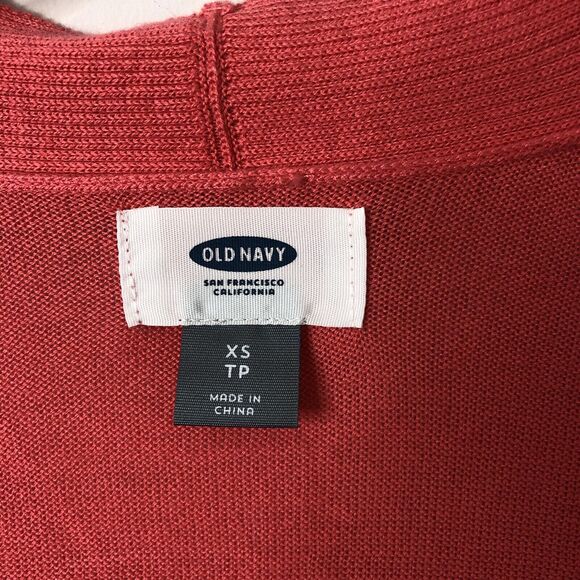 OLD NAVY
SAN FRANCISCO
CALIFORNIA
XS
TP
MADE IN
CHINA